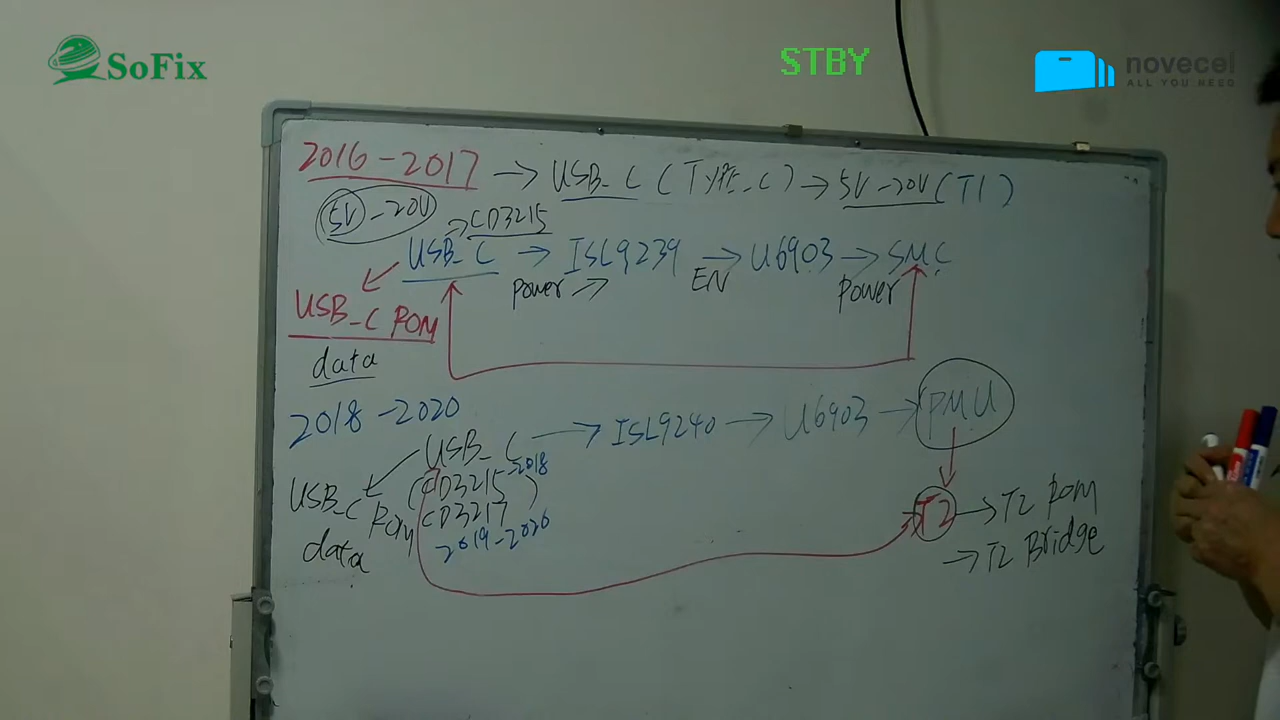 SoFix
STBY
novecel
ALL YOU NEED
2016-2017 → USB_C (TYPE_C) → 5V-20V (TI)
5V-20V
→ CD3215
USB_C → ISL9239 → U6903 → SMC
power → EN power
USB_C ROM
data
2018-2020
USB_C → ISL9240 → U6903 → PMU
(CD3215 →2018)
CD3217
2019-2020
USB_C ROM
data
T2 → T2 ROM
→ T2 Bridge